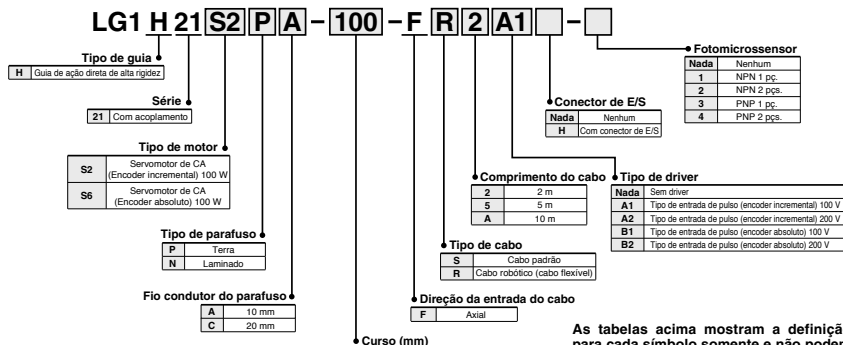 LG1 H 21 S2 P A - 100 - F R 2 A1 -
Tipo de guia
H Guia de ação direta de alta rigidez
Série
21 Com acoplamento
Tipo de motor
S2 Servomotor de CA (Encoder incremental) 100 W
S6 Servomotor de CA (Encoder absoluto) 100 W
Tipo de parafuso
P Terra
N Laminado
Fio condutor do parafuso
A 10 mm
C 20 mm
Curso (mm)
Direção da entrada do cabo
F Axial
Tipo de cabo
S Cabo padrão
R Cabo robótico (cabo flexível)
Comprimento do cabo
2 2 m
5 5 m
A 10 m
Tipo de driver
Nada Sem driver
A1 Tipo de entrada de pulso (encoder incremental) 100 V
A2 Tipo de entrada de pulso (encoder incremental) 200 V
B1 Tipo de entrada de pulso (encoder absoluto) 100 V
B2 Tipo de entrada de pulso (encoder absoluto) 200 V
Conector de E/S
Nada Nenhum
H Com conector de E/S
Fotomicrossensor
Nada Nenhum
1 NPN 1 pç.
2 NPN 2 pçs.
3 PNP 1 pç.
4 PNP 2 pçs.
As tabelas acima mostram a definiçã
para cada símbolo somente e não poder